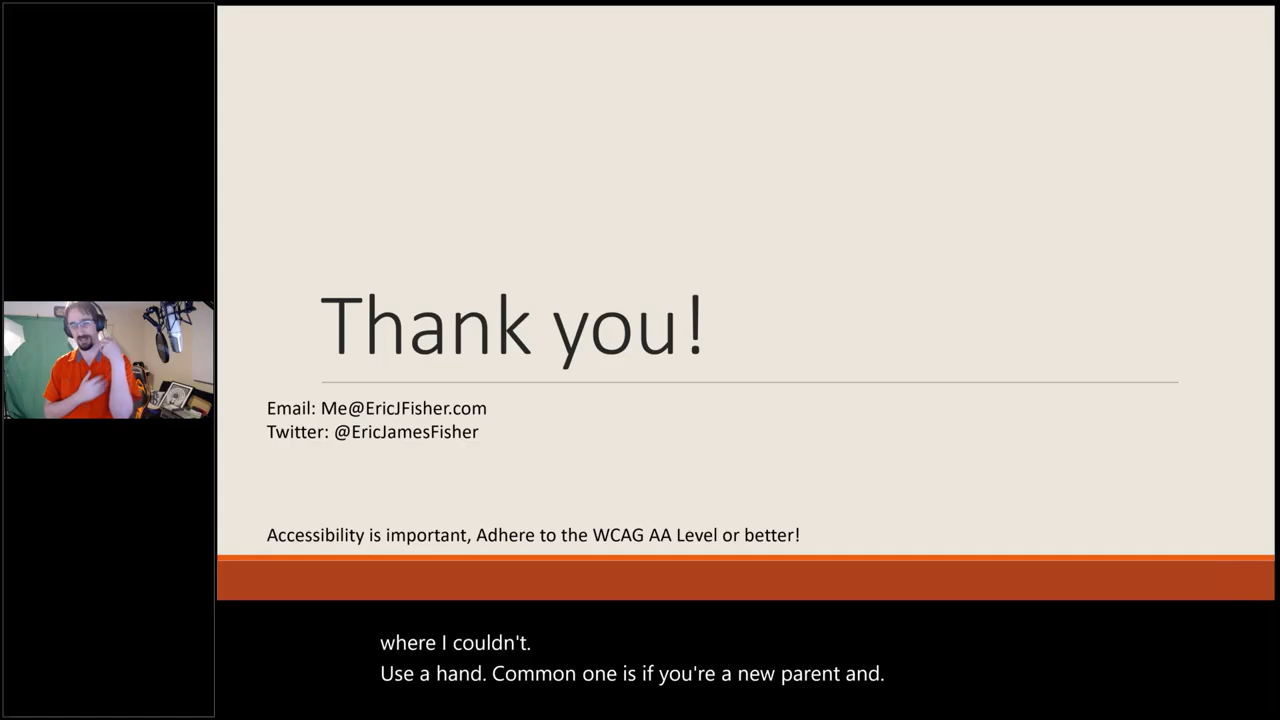 Thank you!
Email: Me@EricJFisher.com
Twitter: @EricJamesFisher
Accessibility is important, Adhere to the WCAG AA Level or better!
where I couldn't.
Use a hand. Common one is if you're a new parent and.